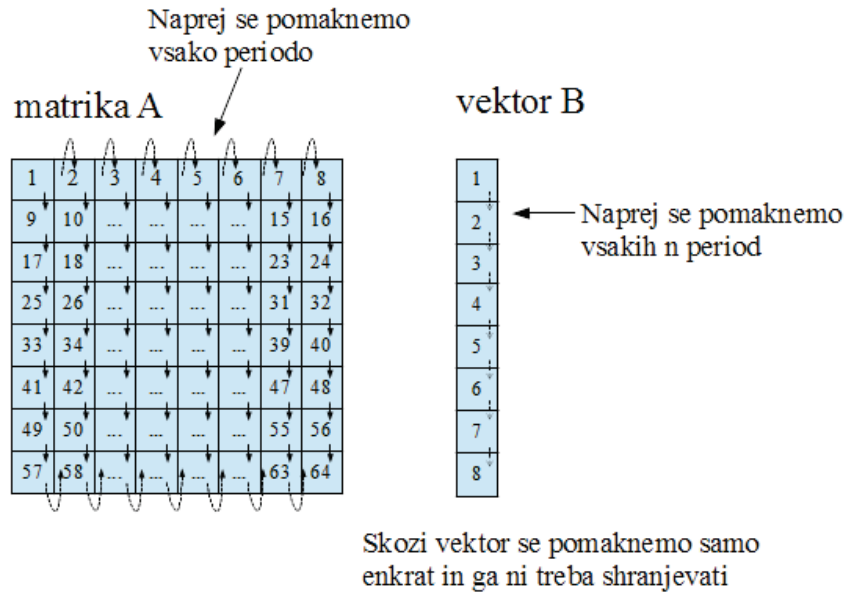 Naprej se pomaknemo
vsako periodo
matrika A
vektor B
1 2 3 4 5 6 7 8
9 10 ... ... ... ... 15 16
17 18 ... ... ... ... 23 24
25 26 ... ... ... ... 31 32
33 34 ... ... ... ... 39 40
41 42 ... ... ... ... 47 48
49 50 ... ... ... ... 55 56
57 58 ... ... ... ... 63 64
1
2
3
4
5
6
7
8
Naprej se pomaknemo
vsakih n period
Skozi vektor se pomaknemo samo
enkrat in ga ni treba shranjevati